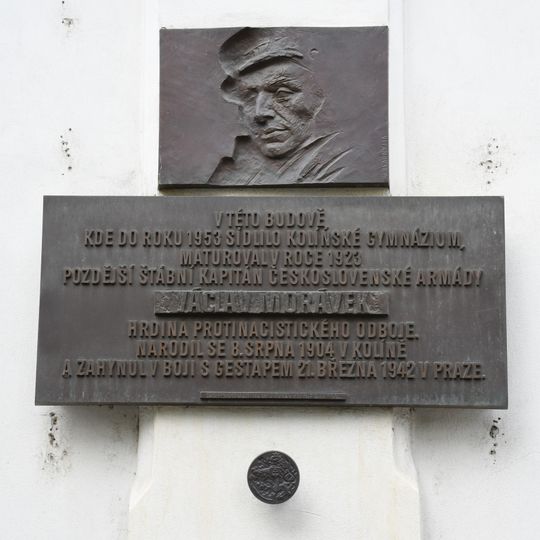 V TÉTO BUDOVĚ
KDE DO ROKU 1953 SÍDLILO KOLÍNSKÉ GYMNÁZIUM,
MATUROVAL V ROCE 1923
POZDĚJŠÍ ŠTÁBNÍ KAPITÁN ČESKOSLOVENSKÉ ARMÁDY
VÁCLAV MORÁVEK
HRDINA PROTINACISTICKÉHO ODBOJE.
NARODIL SE 8. SRPNA 1904 V KOLÍNĚ
A ZAHYNUL V BOJI S GESTAPEM 21. BŘEZNA 1942 V PRAZE.